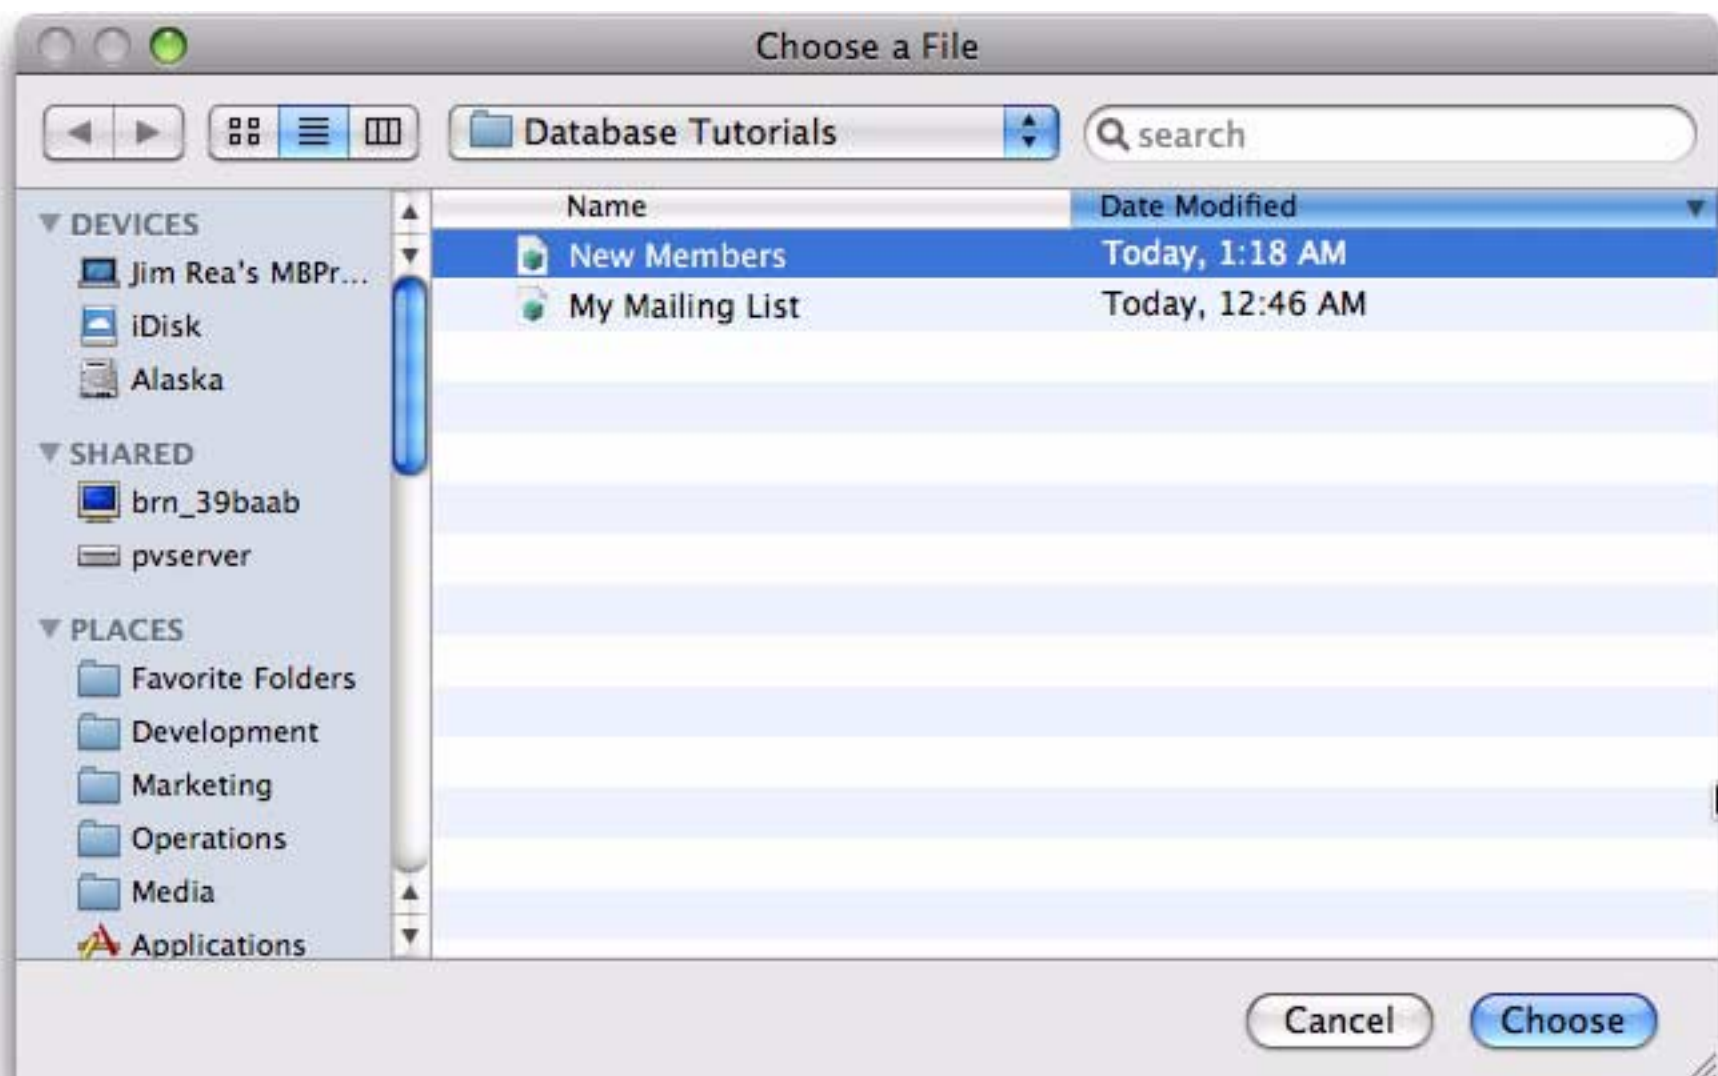 Choose a File
Database Tutorials
search
DEVICES
Jim Rea's MBPr...
iDisk
Alaska
SHARED
brn_39baab
pvserver
PLACES
Favorite Folders
Development
Marketing
Operations
Media
Applications
Name Date Modified
New Members Today, 1:18 AM
My Mailing List Today, 12:46 AM
Cancel Choose